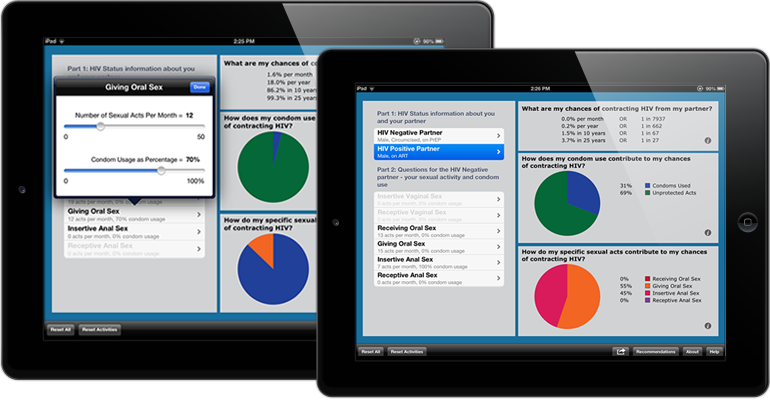 iPad
2:25 PM
90%
Part 1: HIV Status information about you
Giving Oral Sex
Done
Number of Sexual Acts Per Month = 12
0
50
Condom Usage as Percentage = 70%
0
100%
Giving Oral Sex
12 acts per month, 70% condom usage
Insertive Anal Sex
0 acts per month, 0% condom usage
Receptive Anal Sex
0 acts per month, 0% condom usage
What are my chances of contracting
1.6% per month
18.0% per year
86.2% in 10 years
99.3% in 25 years
How does my condom use
of contracting HIV?
How do my specific sexual
contracting HIV?
Reset All
Reset Activities
iPad
2:26 PM
90%
Part 1: HIV Status information about you
and your partner
HIV Negative Partner
Male, Circumcised, on PrEP
HIV Positive Partner
Male, on ART
Part 2: Questions for the HIV Negative
partner - your sexual activity and condom
use
Insertive Vaginal Sex
0 acts per month, 0% condom usage
Receptive Vaginal Sex
0 acts per month, 0% condom usage
Receiving Oral Sex
13 acts per month, 0% condom usage
Giving Oral Sex
15 acts per month, 0% condom usage
Insertive Anal Sex
7 acts per month, 100% condom usage
Receptive Anal Sex
0 acts per month, 0% condom usage
What are my chances of contracting HIV from my partner?
0.0% per month OR 1 in 7937
0.2% per year OR 1 in 662
1.5% in 10 years OR 1 in 67
3.7% in 25 years OR 1 in 27
How does my condom use contribute to my chances
of contracting HIV?
31% Condoms Used
69% Unprotected Acts
How do my specific sexual acts contribute to my chances
of contracting HIV?
0% Receiving Oral Sex
55% Giving Oral Sex
45% Insertive Anal Sex
0% Receptive Anal Sex
Reset All
Reset Activities
Recommendations
About
Help